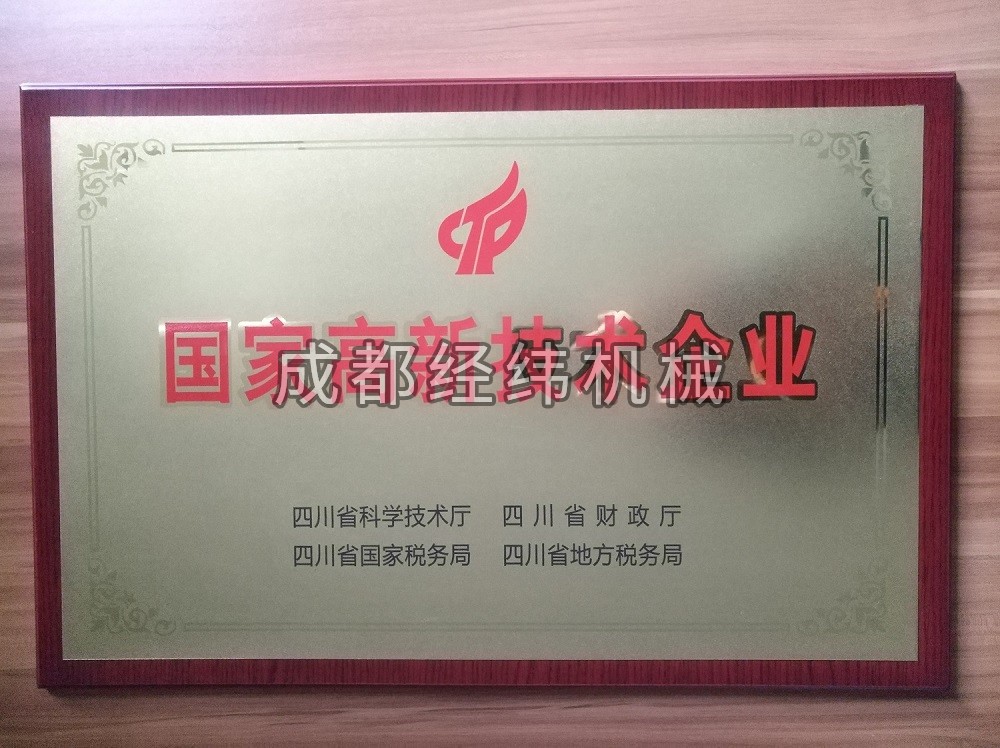 CTP
国家高新技术企业
成都经纬机械
四川省科学技术厅 四川省财政厅
四川省国家税务局 四川省地方税务局